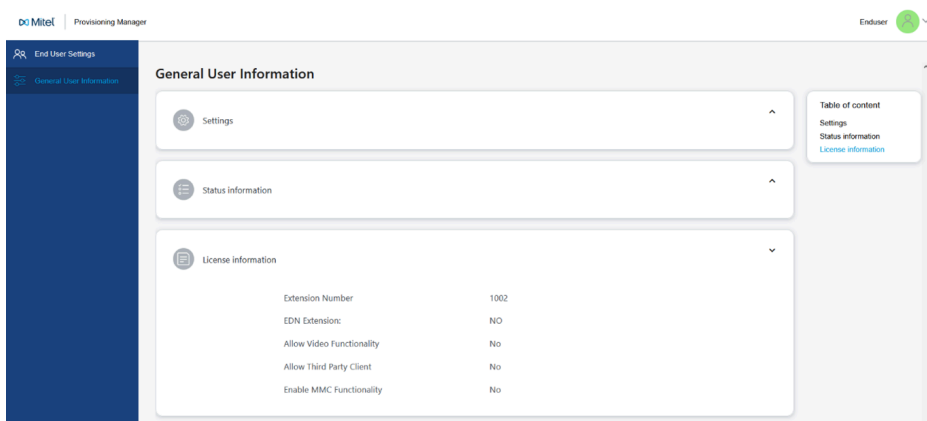 Mitel Provisioning Manager
Enduser
End User Settings
General User Information
General User Information
Settings
Status information
License information
Extension Number 1002
EDN Extension: NO
Allow Video Functionality No
Allow Third Party Client No
Enable MMC Functionality No
Table of content
Settings
Status information
License information